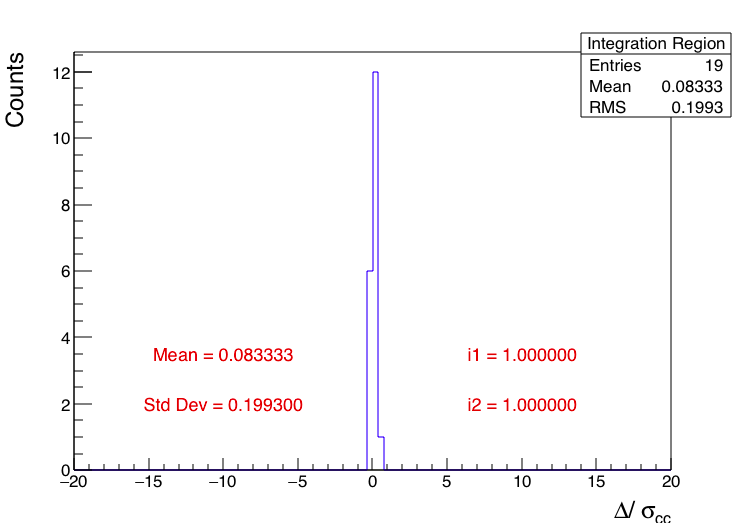 Integration Region
Entries 19
Mean 0.08333
RMS 0.1993
Counts
12
10
8
6
4
2
0
Mean = 0.083333
i1 = 1.000000
Std Dev = 0.199300
i2 = 1.000000
−20 −15 −10 −5 0 5 10 15 20
Δ/ σcc